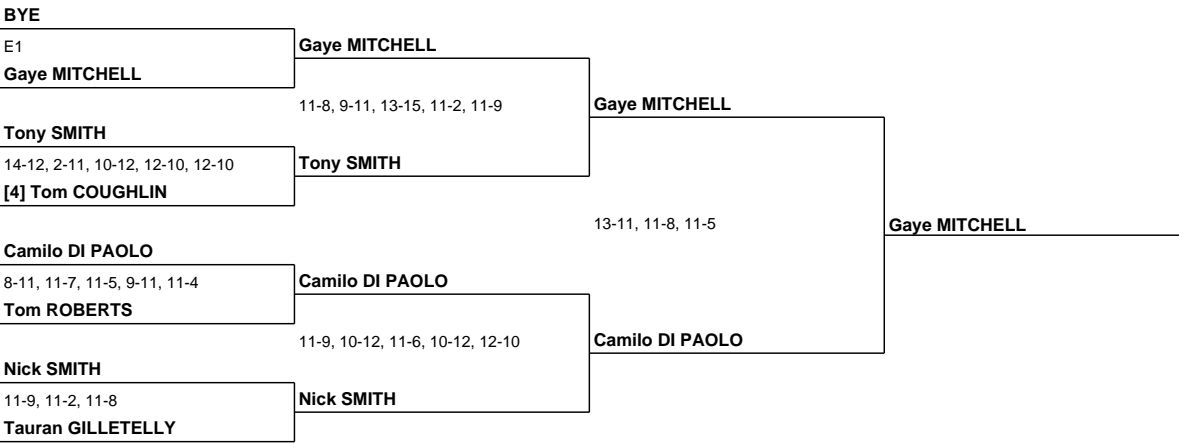 BYE
E1
Gaye MITCHELL
Gaye MITCHELL
11-8, 9-11, 13-15, 11-2, 11-9
Gaye MITCHELL
Tony SMITH
14-12, 2-11, 10-12, 12-10, 12-10
Tony SMITH
[4] Tom COUGHLIN
13-11, 11-8, 11-5
Gaye MITCHELL
Camilo DI PAOLO
8-11, 11-7, 11-5, 9-11, 11-4
Camilo DI PAOLO
Tom ROBERTS
11-9, 10-12, 11-6, 10-12, 12-10
Camilo DI PAOLO
Nick SMITH
11-9, 11-2, 11-8
Nick SMITH
Tauran GILLETELLY